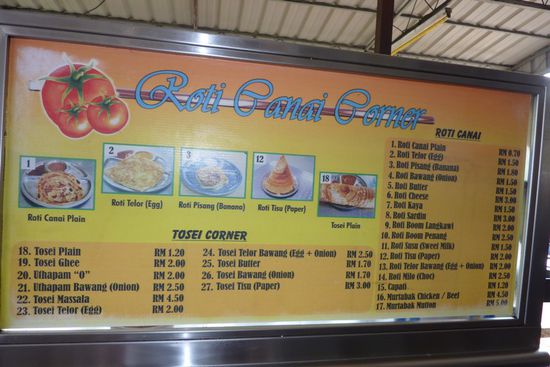 Roti Canai Corner
1
Roti Canai Plain
2
Roti Telor (Egg)
3
Roti Pisang (Banana)
12
Roti Tisu (Paper)
18
Tosei Plain
TOSEI CORNER
18. Tosei Plain RM 1.20
19. Tosei Ghee RM 2.00
20. Uthapam "O" RM 2.00
21. Uthapam Bawang (Onion) RM 2.50
22. Tosei Massala RM 4.50
23. Tosei Telor (Egg) RM 2.00
24. Tosei Telor Bawang (Egg + Onion) RM 2.50
25. Tosei Butter RM 1.70
26. Tosei Bawang (Onion) RM 1.70
27. Tosei Tisu (Paper) RM 3.00
ROTI CANAI
1. Roti Canai Plain RM 0.70
2. Roti Telor (Egg) RM 1.50
3. Roti Pisang (Banana) RM 1.80
4. Roti Bawang (Onion) RM 1.50
5. Roti Butter RM 1.50
6. Roti Cheese RM 3.00
7. Roti Kaya RM 1.50
8. Roti Sardin RM 3.00
9. Roti Boom Langkawi RM 2.00
10. Roti Boom Penang RM 2.50
11. Roti Susu (Sweet Milk) RM 1.50
12. Roti Tisu (Paper) RM 2.00
13. Roti Telor Bawang (Egg + Onion) RM 2.00
14. Roti Milo (Choc) RM 2.00
15. Capati RM 1.20
16. Murtabak Chicken / Beef RM 4.50
17. Murtabak Mutton RM 5.00